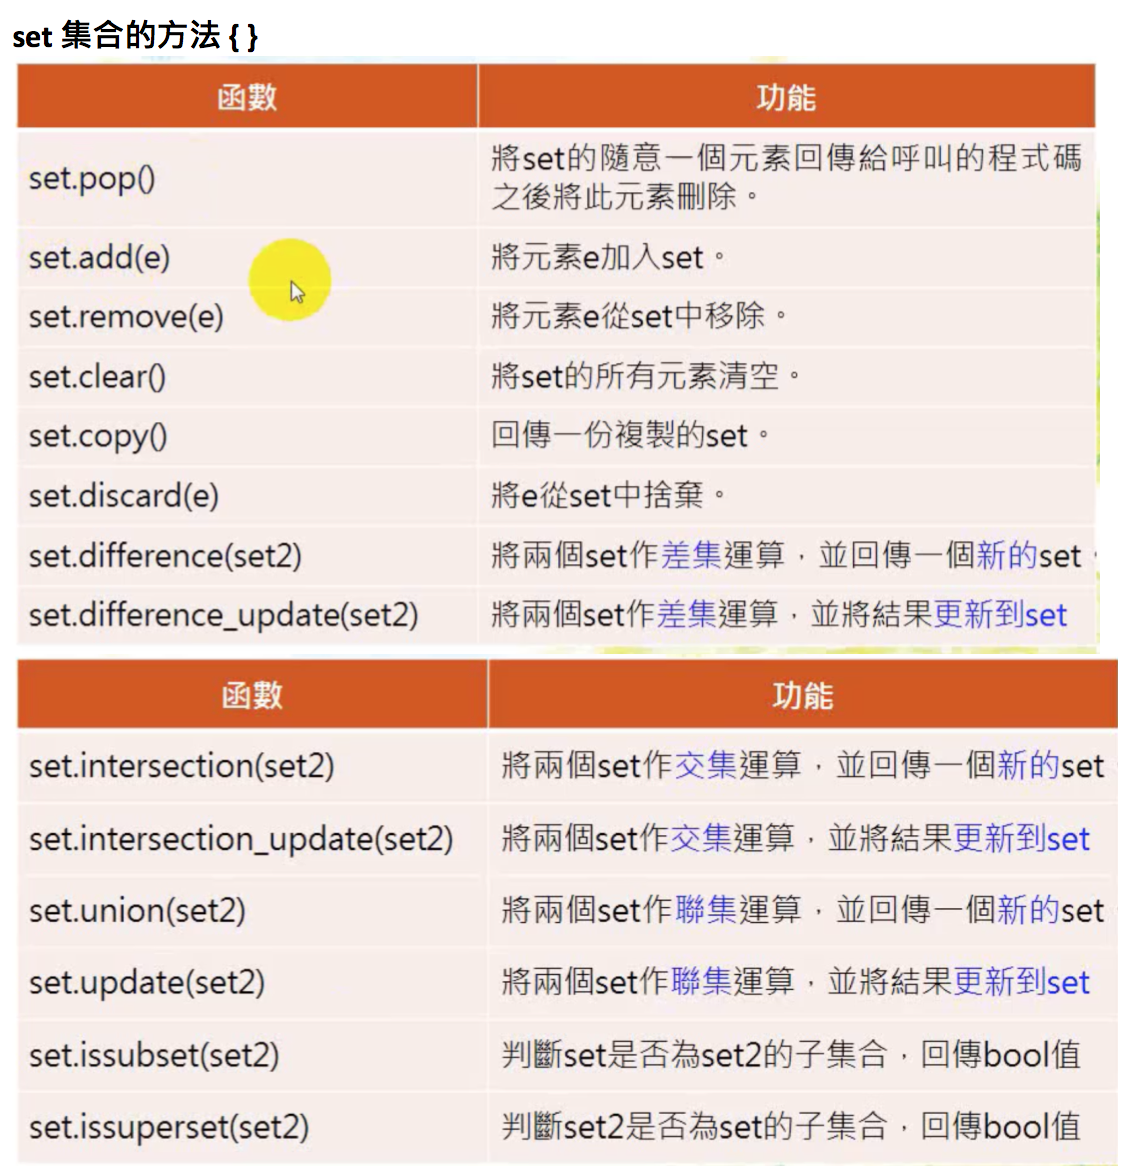 set 集合的方法 { }
函數 功能
set.pop() 將set的隨意一個元素回傳給呼叫的程式碼
之後將此元素刪除。
set.add(e) 將元素e加入set。
set.remove(e) 將元素e從set中移除。
set.clear() 將set的所有元素清空。
set.copy() 回傳一份複製的set。
set.discard(e) 將e從set中捨棄。
set.difference(set2) 將兩個set作差集運算，並回傳一個新的set。
set.difference_update(set2) 將兩個set作差集運算，並將結果更新到set
函數 功能
set.intersection(set2) 將兩個set作交集運算，並回傳一個新的set
set.intersection_update(set2) 將兩個set作交集運算，並將結果更新到set
set.union(set2) 將兩個set作聯集運算，並回傳一個新的set
set.update(set2) 將兩個set作聯集運算，並將結果更新到set
set.issubset(set2) 判斷set是否為set2的子集合，回傳bool值
set.issuperset(set2) 判斷set2是否為set的子集合，回傳bool值